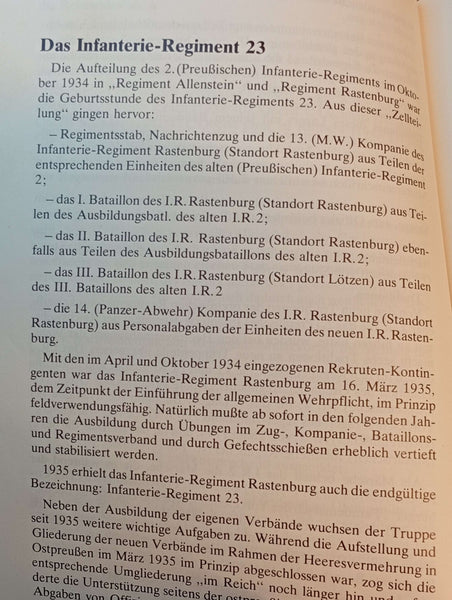 Das Infanterie-Regiment 23
Die Aufteilung des 2. (Preußischen) Infanterie-Regiments im Okto-
ber 1934 in „Regiment Allenstein" und „Regiment Rastenburg" war
die Geburtsstunde des Infanterie-Regiments 23. Aus dieser „Zelltei-
lung" gingen hervor:
– Regimentsstab, Nachrichtenzug und die 13. (M.W.) Kompanie des
Infanterie-Regiment Rastenburg (Standort Rastenburg) aus Teilen der
entsprechenden Einheiten des alten (Preußischen) Infanterie-Regiment
2;
– das I. Bataillon des I.R. Rastenburg (Standort Rastenburg) aus Tei-
len des Ausbildungsbatl. des alten I.R. 2;
– das II. Bataillon des I.R. Rastenburg (Standort Rastenburg) eben-
falls aus Teilen des Ausbildungsbataillons des alten I.R. 2;
– das III. Bataillon des I.R. Rastenburg (Standort Lötzen) aus Teilen
des III. Bataillons des alten I.R. 2
– die 14. (Panzer-Abwehr) Kompanie des I.R. Rastenburg (Standort
Rastenburg) aus Personalabgaben der Einheiten des neuen I.R. Rasten-
burg.
Mit den im April und Oktober 1934 eingezogenen Rekruten-Kontin-
genten war das Infanterie-Regiment Rastenburg am 16. März 1935,
dem Zeitpunkt der Einführung der allgemeinen Wehrpflicht, im Prinzip
feldverwendungsfähig. Natürlich mußte ab sofort in den folgenden Jah-
ren die Ausbildung durch Übungen im Zug-, Kompanie-, Bataillons-
und Regimentsverband und durch Gefechtsschießen erheblich vertieft
und stabilisiert werden.
1935 erhielt das Infanterie-Regiment Rastenburg auch die endgültige
Bezeichnung: Infanterie-Regiment 23.
Neben der Ausbildung der eigenen Verbände wuchsen der Truppe
seit 1935 weitere wichtige Aufgaben zu. Während die Aufstellung und
Gliederung der neuen Verbände im Rahmen der Heeresvermehrung in
Ostpreußen im März 1935 im Prinzip abgeschlossen war, zog sich die
entsprechende Umgliederung „im Reich" noch länger hin und
derte die Unterstützung seitens der
Abgaben von